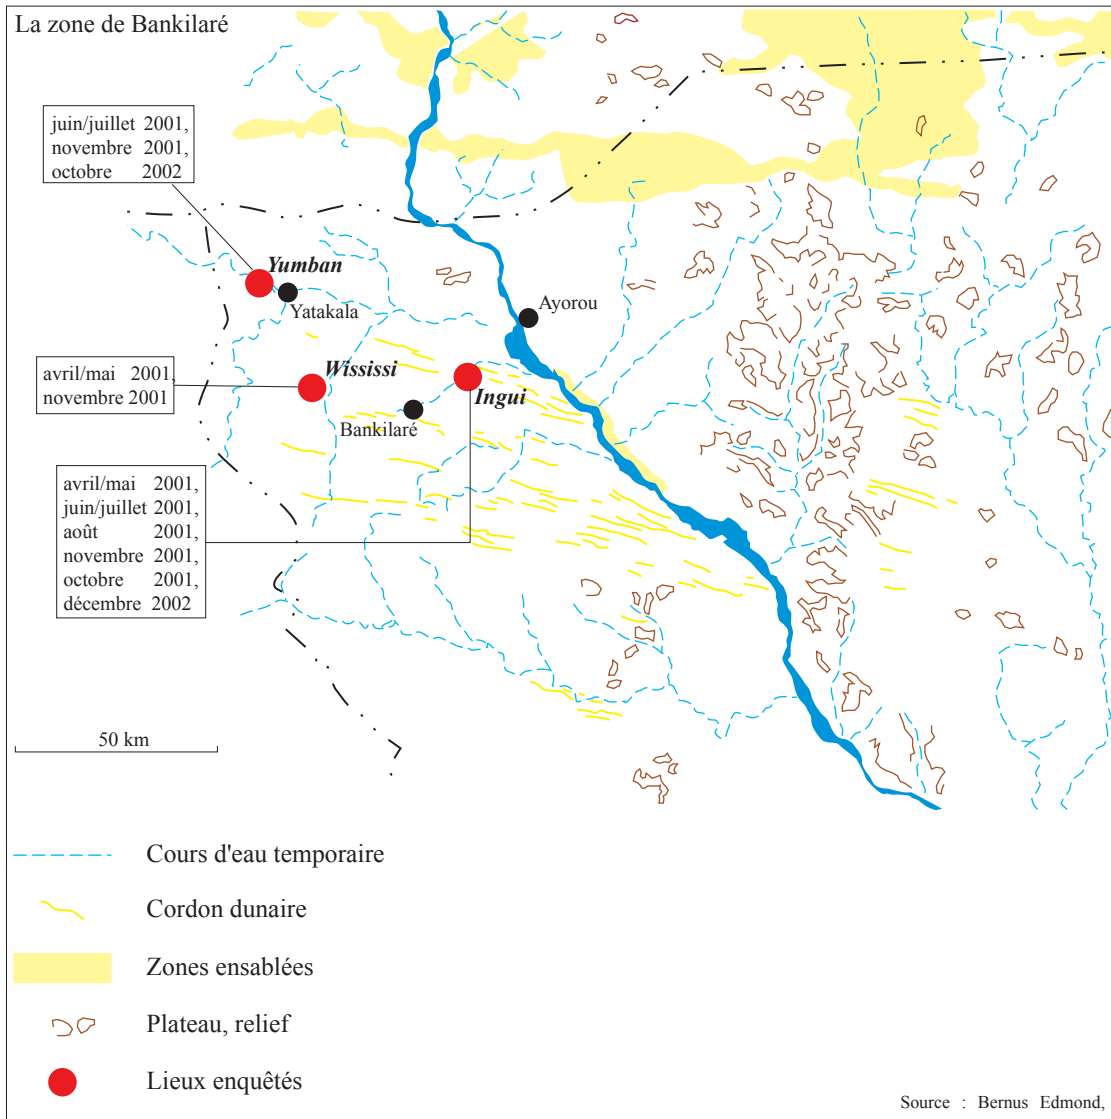 La zone de Bankilaré
juin/juillet 2001,
novembre 2001,
octobre 2002
Yumban
Yatakala
Ayorou
avril/mai 2001,
novembre 2001
Wississi
Ingui
Bankilaré
avril/mai 2001,
juin/juillet 2001,
août 2001,
novembre 2001,
octobre 2001,
décembre 2002
50 km
Cours d'eau temporaire
Cordon dunaire
Zones ensablées
Plateau, relief
Lieux enquêtés
Source : Bernus Edmond,